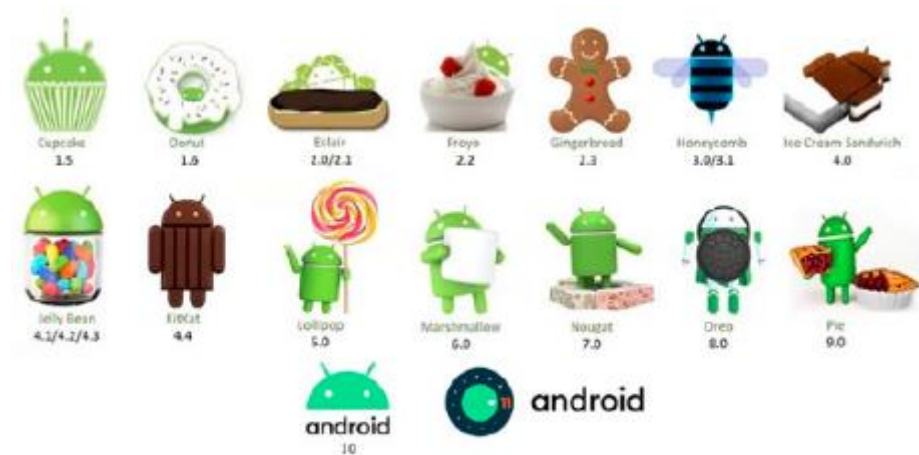 Cupcake
1.5
Donut
1.6
Eclair
2.0/2.1
Froyo
2.2
Gingerbread
2.3
Honeycomb
3.0/3.1
Ice Cream Sandwich
4.0
Jelly Bean
4.1/4.2/4.3
KitKat
4.4
Lollipop
5.0
Marshmallow
6.0
Nougat
7.0
Oreo
8.0
Pie
9.0
android
10
11
android